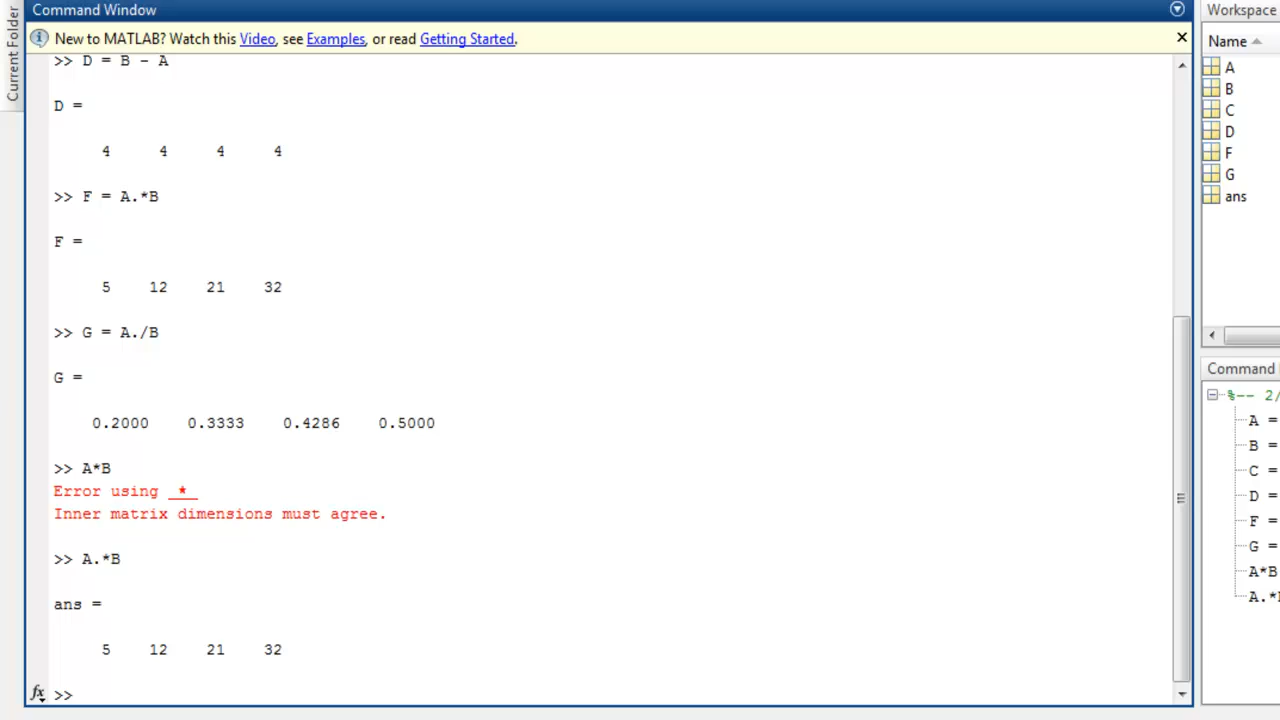 Command Window
New to MATLAB? Watch this Video, see Examples, or read Getting Started.
>> D = B - A
D =
4 4 4 4
>> F = A.*B
F =
5 12 21 32
>> G = A./B
G =
0.2000 0.3333 0.4286 0.5000
>> A*B
Error using *
Inner matrix dimensions must agree.
>> A.*B
ans =
5 12 21 32
fx >>
Current Folder
Workspace
Name
A
B
C
D
F
G
ans
Command
%-- 2/
A =
B =
C =
D =
F =
G =
A*B
A.*